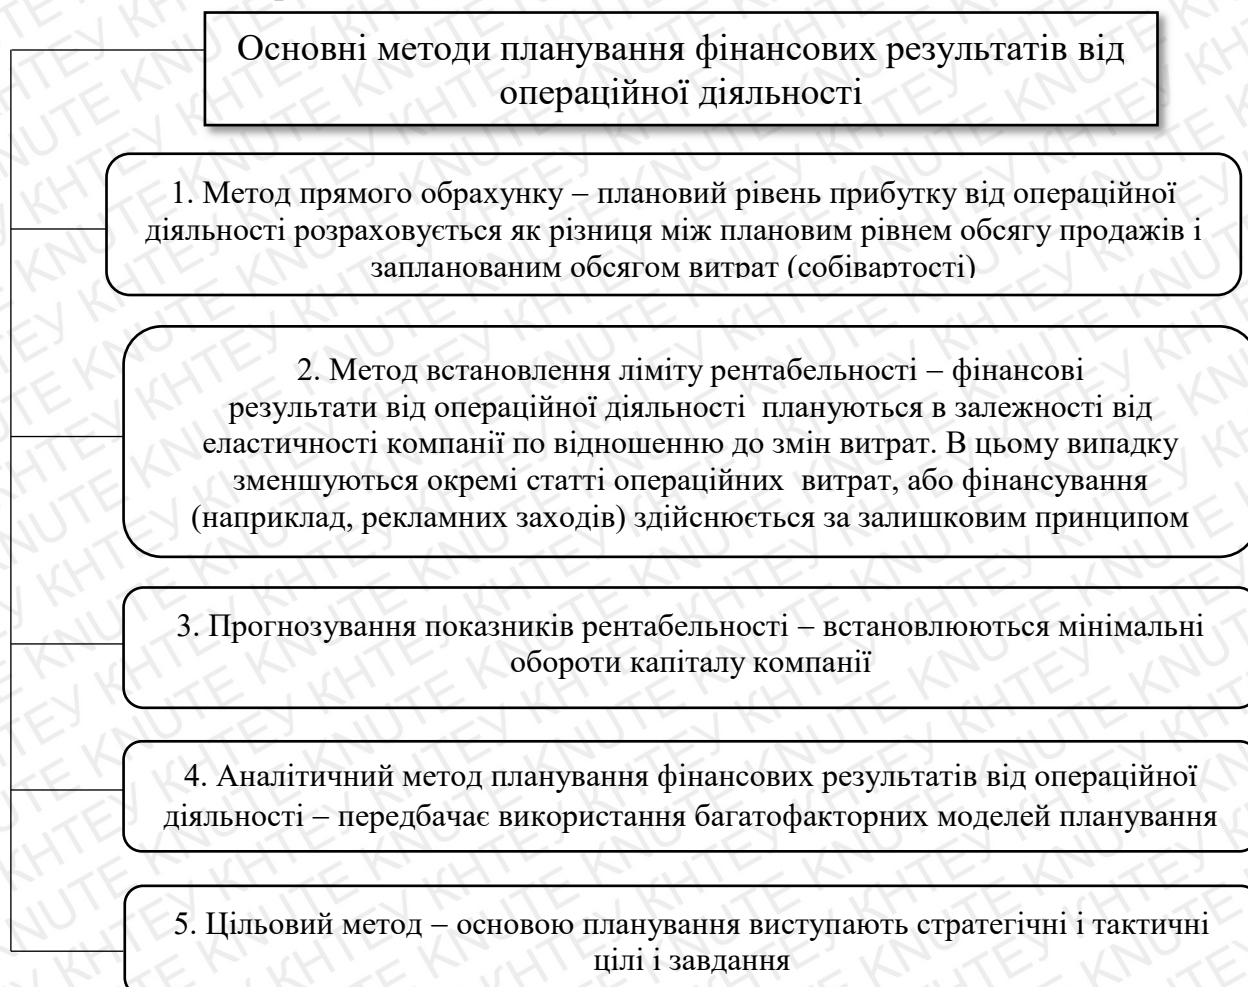 Основні методи планування фінансових результатів від
операційної діяльності
1. Метод прямого обрахунку – плановий рівень прибутку від операційної
діяльності розраховується як різниця між плановим рівнем обсягу продажів і
запланованим обсягом витрат (собівартості)
2. Метод встановлення ліміту рентабельності – фінансові
результати від операційної діяльності плануються в залежності від
еластичності компанії по відношенню до змін витрат. В цьому випадку
зменшуються окремі статті операційних витрат, або фінансування
(наприклад, рекламних заходів) здійснюється за залишковим принципом
3. Прогнозування показників рентабельності – встановлюються мінімальні
обороти капіталу компанії
4. Аналітичний метод планування фінансових результатів від операційної
діяльності – передбачає використання багатофакторних моделей планування
5. Цільовий метод – основою планування виступають стратегічні і тактичні
цілі і завдання